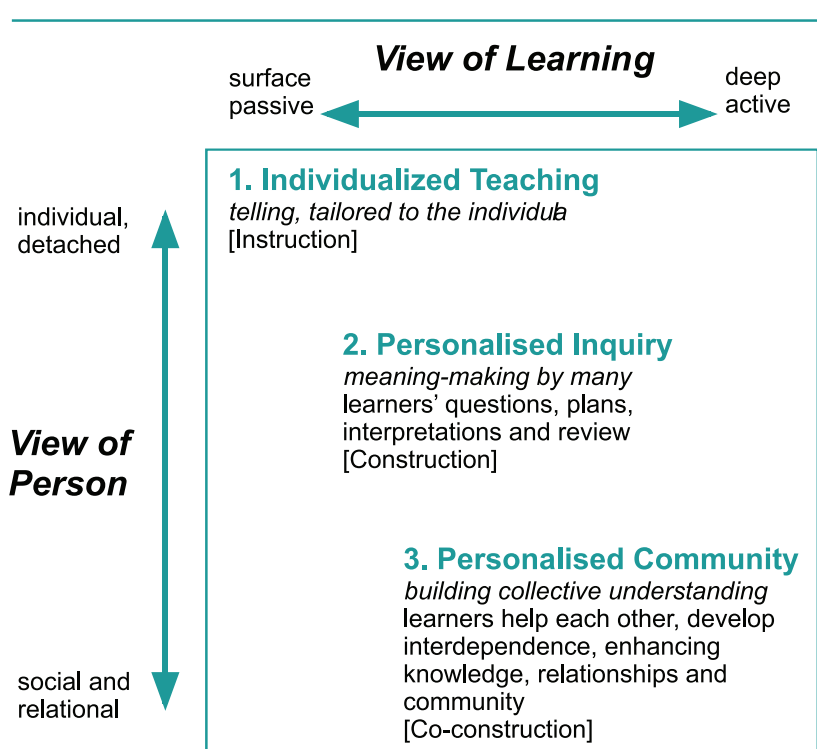 View of Learning
surface
passive
deep
active
1. Individualized Teaching
telling, tailored to the individula
[Instruction]
individual,
detached
2. Personalised Inquiry
meaning-making by many
learners’ questions, plans,
interpretations and review
[Construction]
View of
Person
3. Personalised Community
building collective understanding
learners help each other, develop
interdependence, enhancing
knowledge, relationships and
community
[Co-construction]
social and
relational